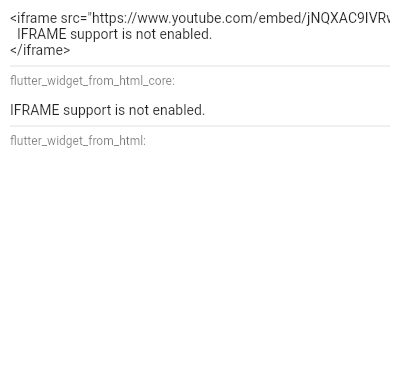 <iframe src="https://www.youtube.com/embed/jNQXAC9IVRw
IFRAME support is not enabled.
</iframe>
flutter_widget_from_html_core:
IFRAME support is not enabled.
flutter_widget_from_html: